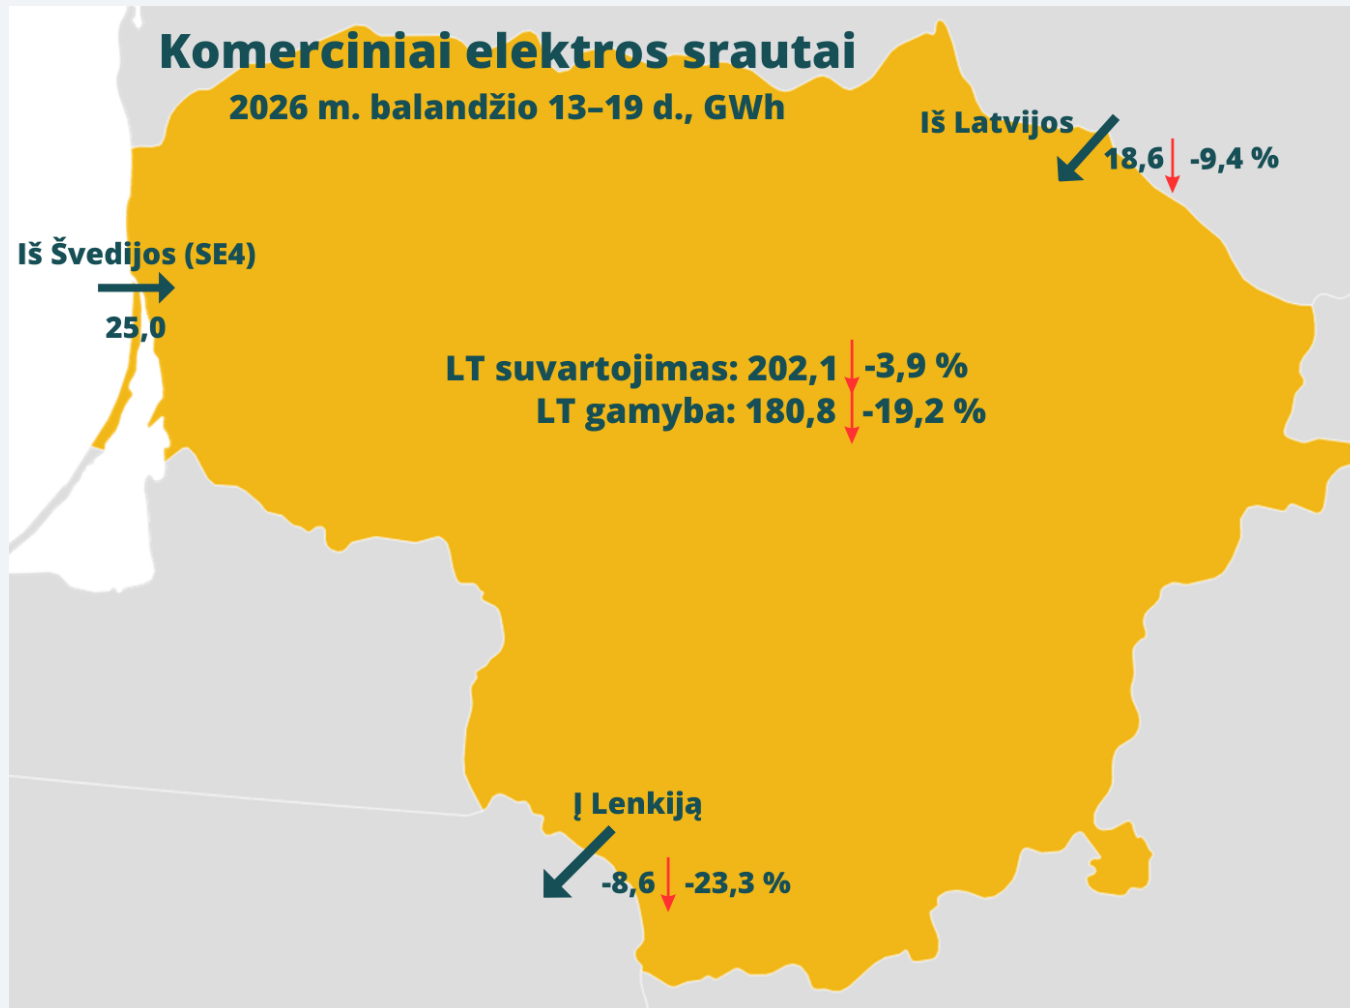 Komerciniai elektros srautai
2026 m. balandžio 13–19 d., GWh
Iš Latvijos
18,6 -9,4 %
Iš Švedijos (SE4)
25,0
LT suvartojimas: 202,1 -3,9 %
LT gamyba: 180,8 -19,2 %
Į Lenkiją
-8,6 -23,3 %